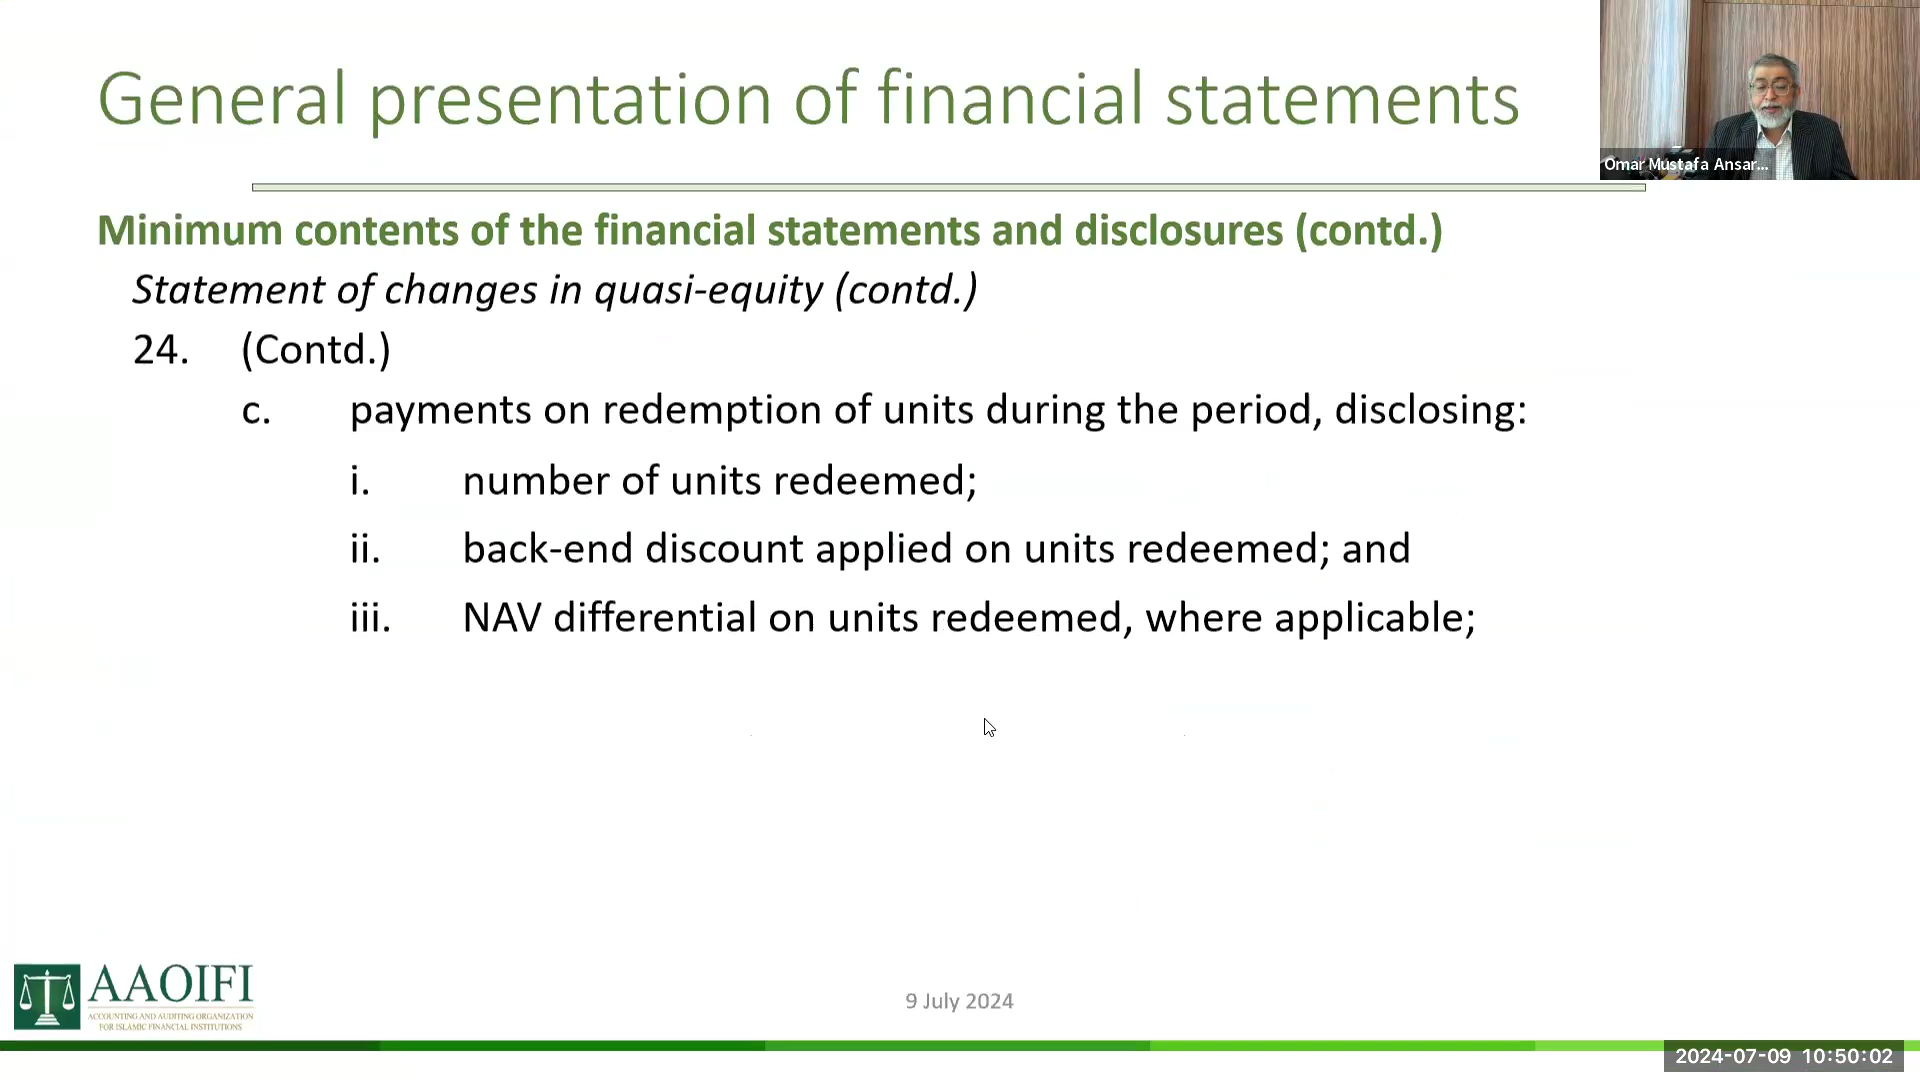 General presentation of financial statements
Omar Mustafa Ansar...
Minimum contents of the financial statements and disclosures (contd.)
Statement of changes in quasi-equity (contd.)
24. (Contd.)
c. payments on redemption of units during the period, disclosing:
i. number of units redeemed;
ii. back-end discount applied on units redeemed; and
iii. NAV differential on units redeemed, where applicable;
AAOIFI
ACCOUNTING AND AUDITING ORGANIZATION
FOR ISLAMIC FINANCIAL INSTITUTIONS
9 July 2024
2024-07-09 10:50:02